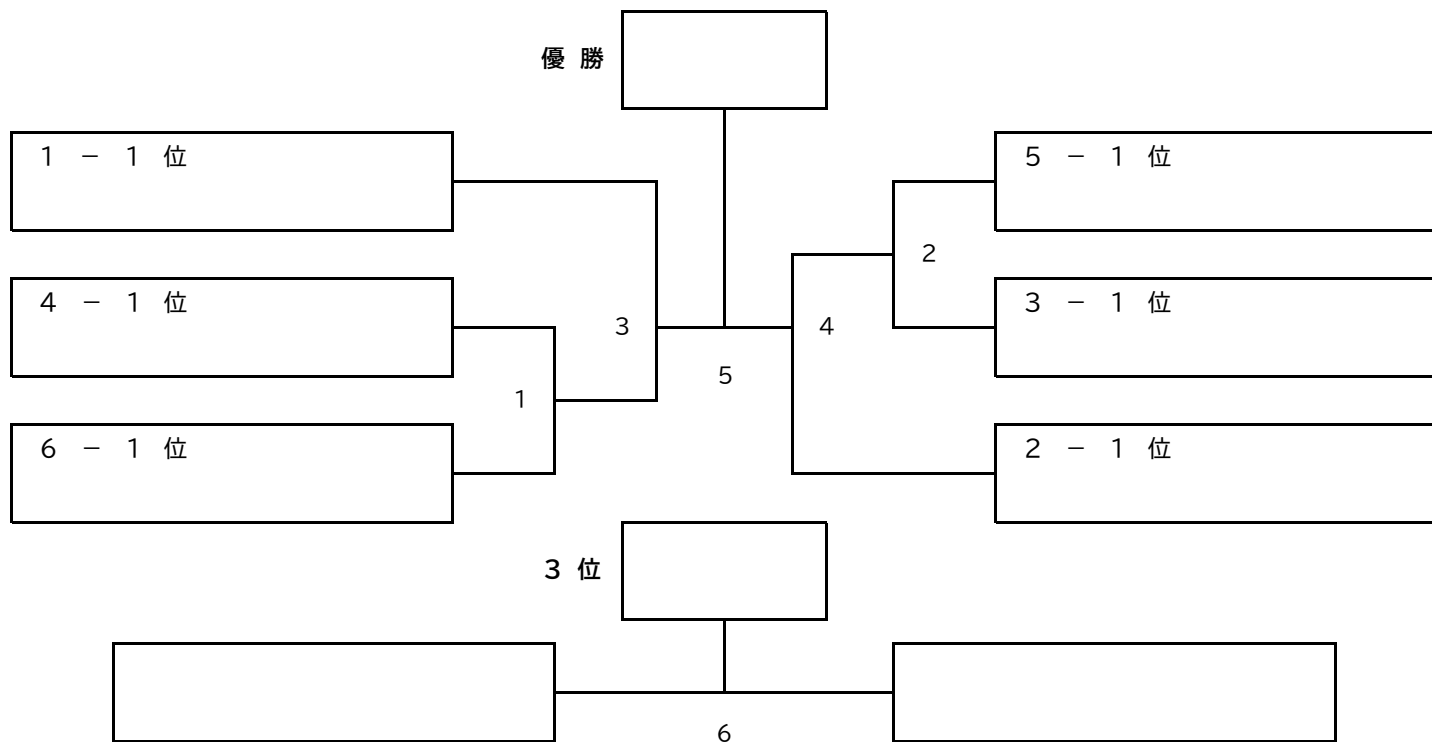 優 勝
１ － １ 位
５ － １ 位
２
４ － １ 位
３ － １ 位
３
４
５
１
６ － １ 位
２ － １ 位
３ 位
６